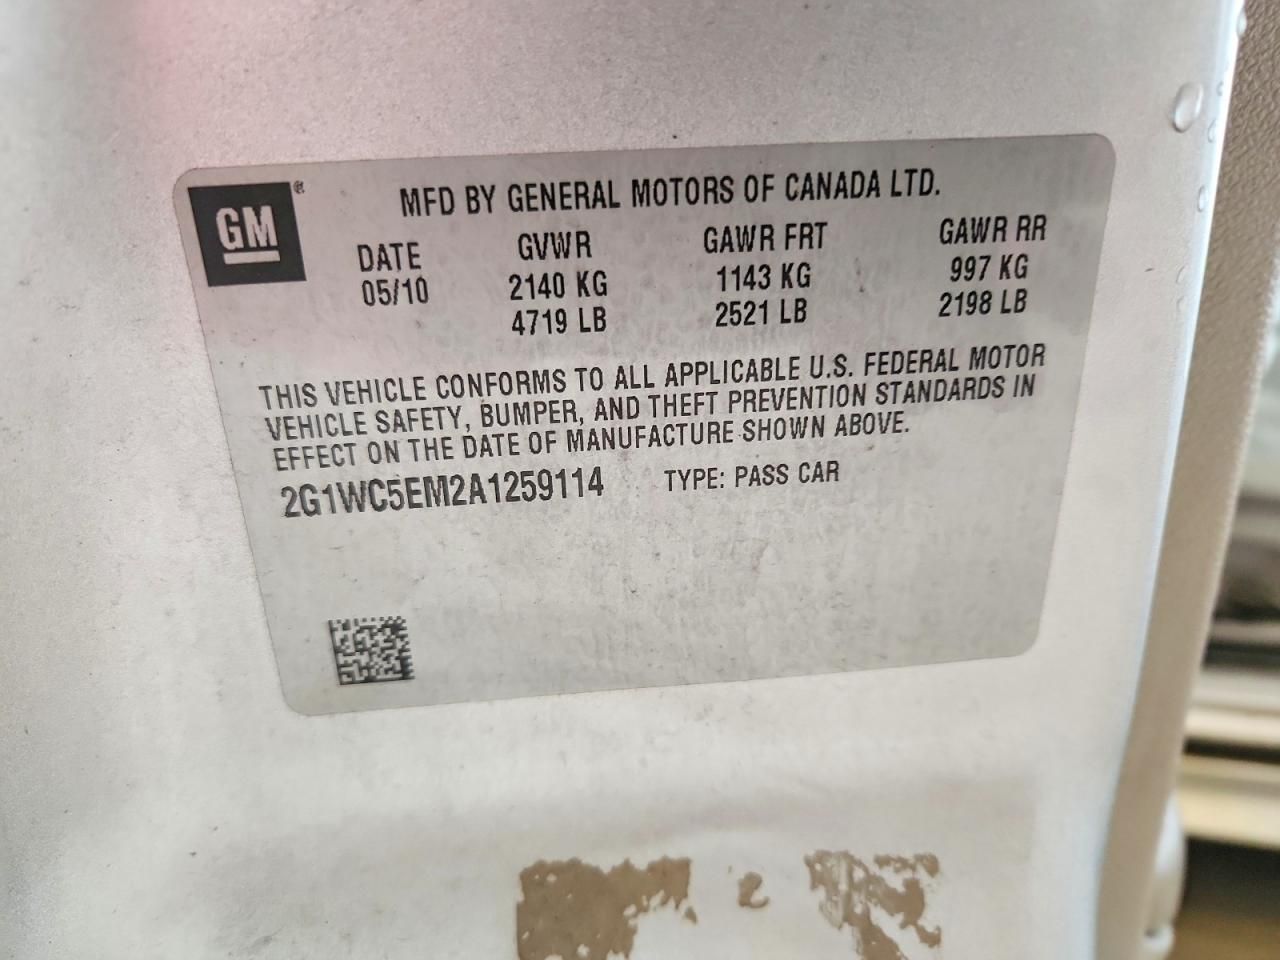 GM®
MFD BY GENERAL MOTORS OF CANADA LTD.
DATE GVWR GAWR FRT GAWR RR
05/10 2140 KG 1143 KG 997 KG
4719 LB 2521 LB 2198 LB
THIS VEHICLE CONFORMS TO ALL APPLICABLE U.S. FEDERAL MOTOR
VEHICLE SAFETY, BUMPER, AND THEFT PREVENTION STANDARDS IN
EFFECT ON THE DATE OF MANUFACTURE SHOWN ABOVE.
2G1WC5EM2A1259114 TYPE: PASS CAR